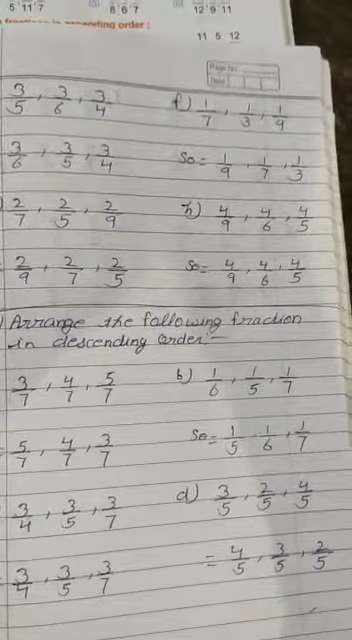 5 , 11 , 7
8 6 7
12 , 9 , 11
ascending order :
11 5 12
Page No.
Date
3/5 , 3/6 , 3/4
f) 1/7 , 1/3 , 1/9
3/6 , 3/5 , 3/4
So = 1/9 , 1/7 , 1/3
2/7 , 2/5 , 2/9
h) 4/9 , 4/6 , 4/5
2/9 , 2/7 , 2/5
So = 4/9 , 4/6 , 4/5
Arrange the following fraction
in descending order:-
3/7 , 4/7 , 5/7
b) 1/6 , 1/5 , 1/7
= 5/7 , 4/7 , 3/7
So = 1/5 , 1/6 , 1/7
3/4 , 3/5 , 3/7
d) 3/5 , 2/5 , 4/5
= 3/4 , 3/5 , 3/7
= 4/5 , 3/5 , 2/5